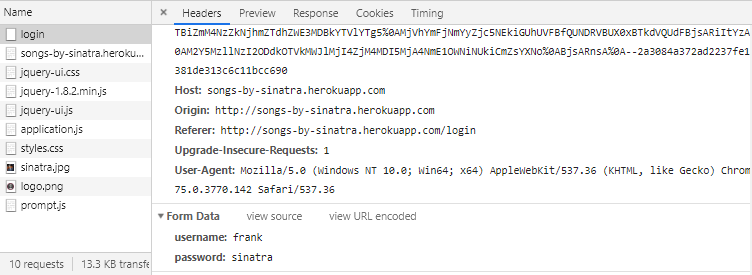 Name
login
songs-by-sinatra.heroku...
jquery-ui.css
jquery-1.8.2.min.js
jquery-ui.js
application.js
styles.css
sinatra.jpg
logo.png
prompt.js
10 requests
13.3 KB transfe
Headers Preview Response Cookies Timing
TBiZmM4NzZkNjhmZTdhZWE3MDBkYTVlYTg5%0AMjVhYmFjNmYyZjc5NEkiGUhUVFBfQUNDRVBUX0xBTkdVQUdFBjsARiItYzA
0AM2Y5MzllNzI2ODdkOTVkMWJlMjI4ZjM4MDI5MjA4NmE1OWNiNUkiCmZsYXNo%0ABjsARnsA%0A--2a3084a372ad2237fe1
381de313c6c11bcc690
Host: songs-by-sinatra.herokuapp.com
Origin: http://songs-by-sinatra.herokuapp.com
Referer: http://songs-by-sinatra.herokuapp.com/login
Upgrade-Insecure-Requests: 1
User-Agent: Mozilla/5.0 (Windows NT 10.0; Win64; x64) AppleWebKit/537.36 (KHTML, like Gecko) Chrom
75.0.3770.142 Safari/537.36
Form Data view source view URL encoded
username: frank
password: sinatra